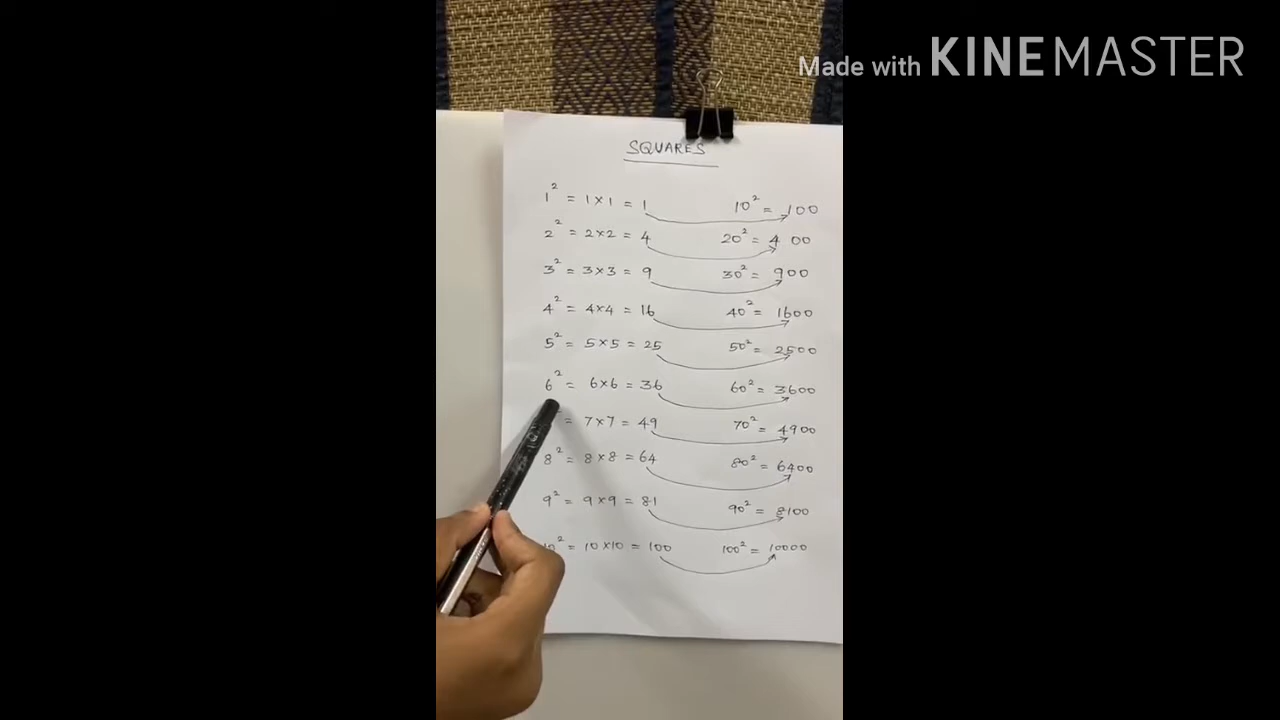 Made with KINEMASTER
SQUARES
1² = 1×1 = 1 10² = 100
2² = 2×2 = 4 20² = 4 00
3² = 3×3 = 9 30² = 900
4² = 4×4 = 16 40² = 1600
5² = 5×5 = 25 50² = 2500
6² = 6×6 = 36 60² = 3600
= 7×7 = 49 70² = 4900
8² = 8×8 = 64 80² = 6400
9² = 9×9 = 81 90² = 8100
10² = 10×10 = 100 100² = 10000